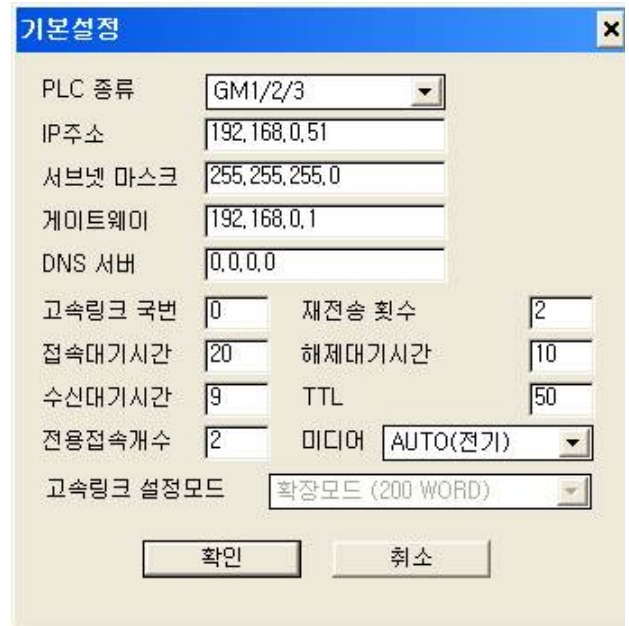 기본설정
PLC 종류 GM1/2/3
IP주소 192,168,0,51
서브넷 마스크 255,255,255,0
게이트웨이 192,168,0,1
DNS 서버 0,0,0,0
고속링크 국번 0 재전송 횟수 2
접속대기시간 20 해제대기시간 10
수신대기시간 9 TTL 50
전용접속개수 2 미디어 AUTO(전기)
고속링크 설정모드 확장모드 (200 WORD)
확인 취소